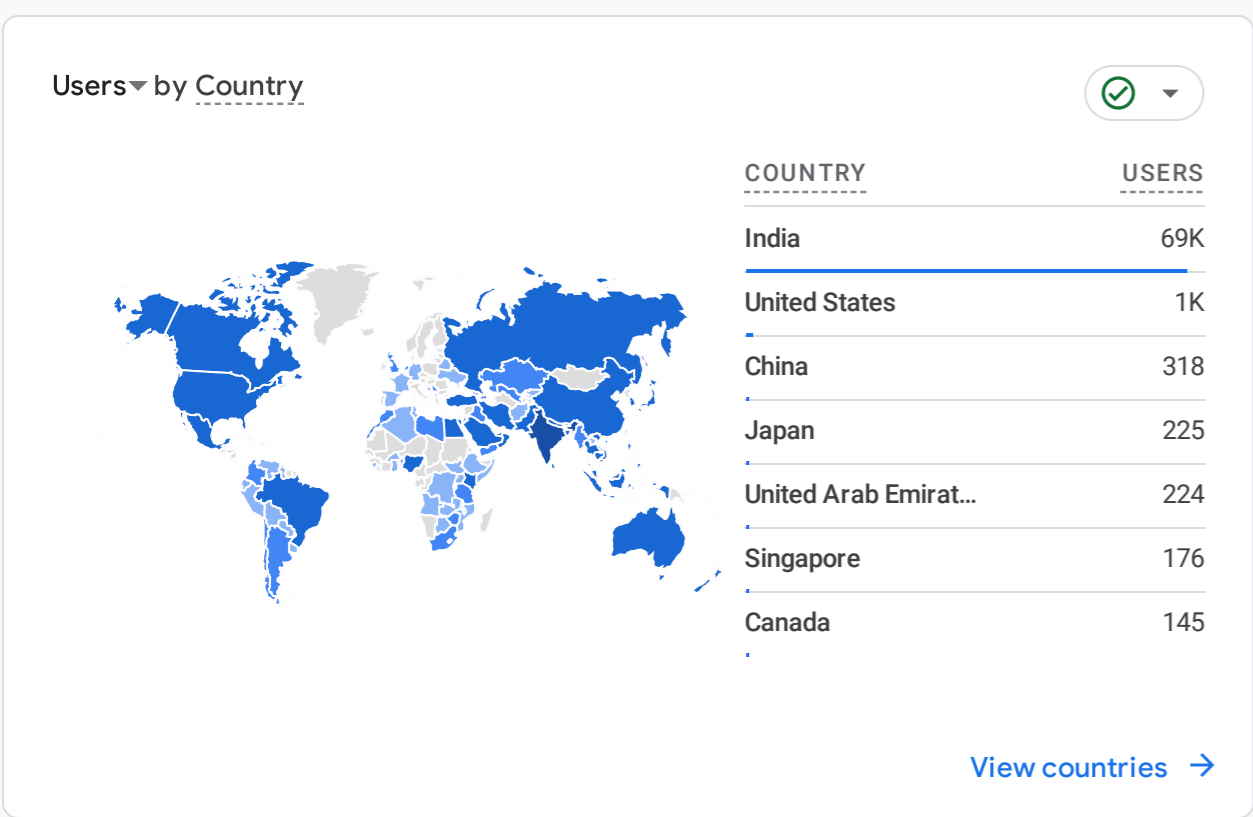 Users by Country
COUNTRY USERS
India 69K
United States 1K
China 318
Japan 225
United Arab Emirat... 224
Singapore 176
Canada 145
View countries